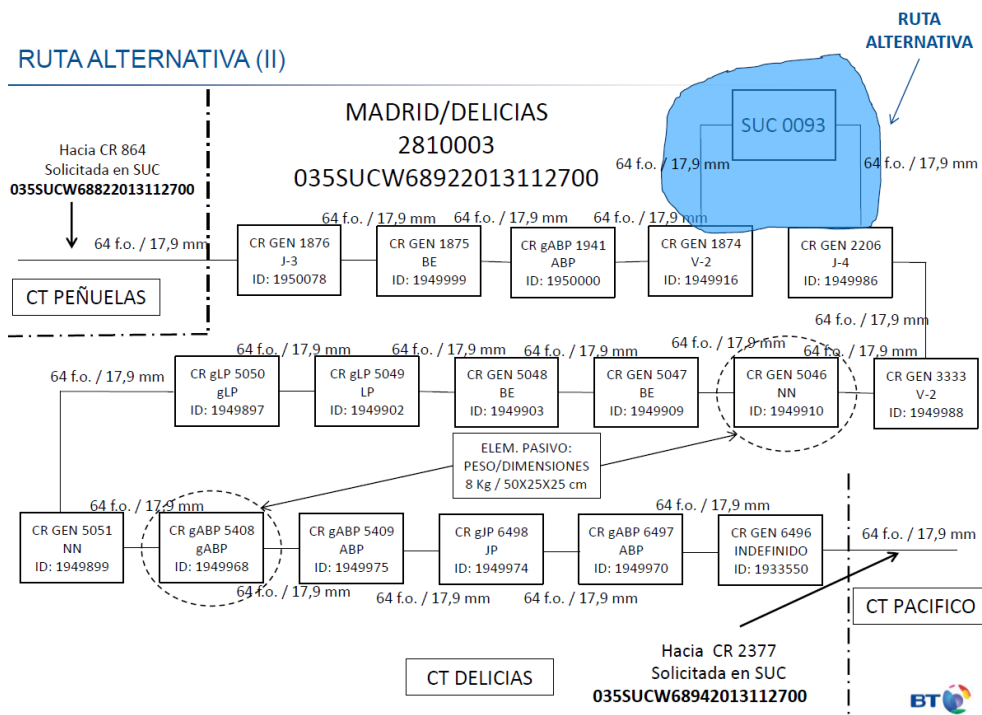 RUTA ALTERNATIVA (II)
RUTA
ALTERNATIVA
MADRID/DELICIAS
2810003
035SUCW68922013112700
SUC 0093
Hacia CR 864
Solicitada en SUC
035SUCW68822013112700
64 f.o. / 17,9 mm
64 f.o. / 17,9 mm
64 f.o. / 17,9 mm
64 f.o. / 17,9 mm
64 f.o. / 17,9 mm
64 f.o. / 17,9 mm
64 f.o. / 17,9 mm
CT PEÑUELAS
CR GEN 1876
J-3
ID: 1950078
CR GEN 1875
BE
ID: 1949999
CR gABP 1941
ABP
ID: 1950000
CR GEN 1874
V-2
ID: 1949916
CR GEN 2206
J-4
ID: 1949986
64 f.o. / 17,9 mm
64 f.o. / 17,9 mm
64 f.o. / 17,9 mm
64 f.o. / 17,9 mm
64 f.o. / 17,9 mm
64 f.o. / 17,9 mm
64 f.o. / 17,9 mm
CR gLP 5050
gLP
ID: 1949897
CR gLP 5049
LP
ID: 1949902
CR GEN 5048
BE
ID: 1949903
CR GEN 5047
BE
ID: 1949909
CR GEN 5046
NN
ID: 1949910
CR GEN 3333
V-2
ID: 1949988
ELEM. PASIVO:
PESO/DIMENSIONES
8 Kg / 50X25X25 cm
64 f.o. / 17,9 mm
CR GEN 5051
NN
ID: 1949899
CR gABP 5408
gABP
ID: 1949968
CR gABP 5409
ABP
ID: 1949975
CR gJP 6498
JP
ID: 1949974
CR gABP 6497
ABP
ID: 1949970
CR GEN 6496
INDEFINIDO
ID: 1933550
64 f.o. / 17,9 mm
64 f.o. / 17,9 mm
64 f.o. / 17,9 mm
64 f.o. / 17,9 mm
CT PACIFICO
Hacia CR 2377
Solicitada en SUC
035SUCW68942013112700
CT DELICIAS
BT